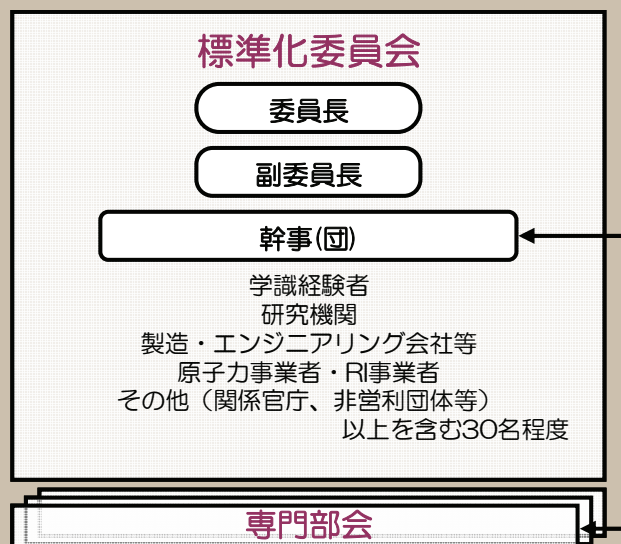 標準化委員会
委員長
副委員長
幹事(団)
学識経験者
研究機関
製造・エンジニアリング会社等
原子力事業者・RI事業者
その他（関係官庁、非営利団体等）
以上を含む30名程度
専門部会